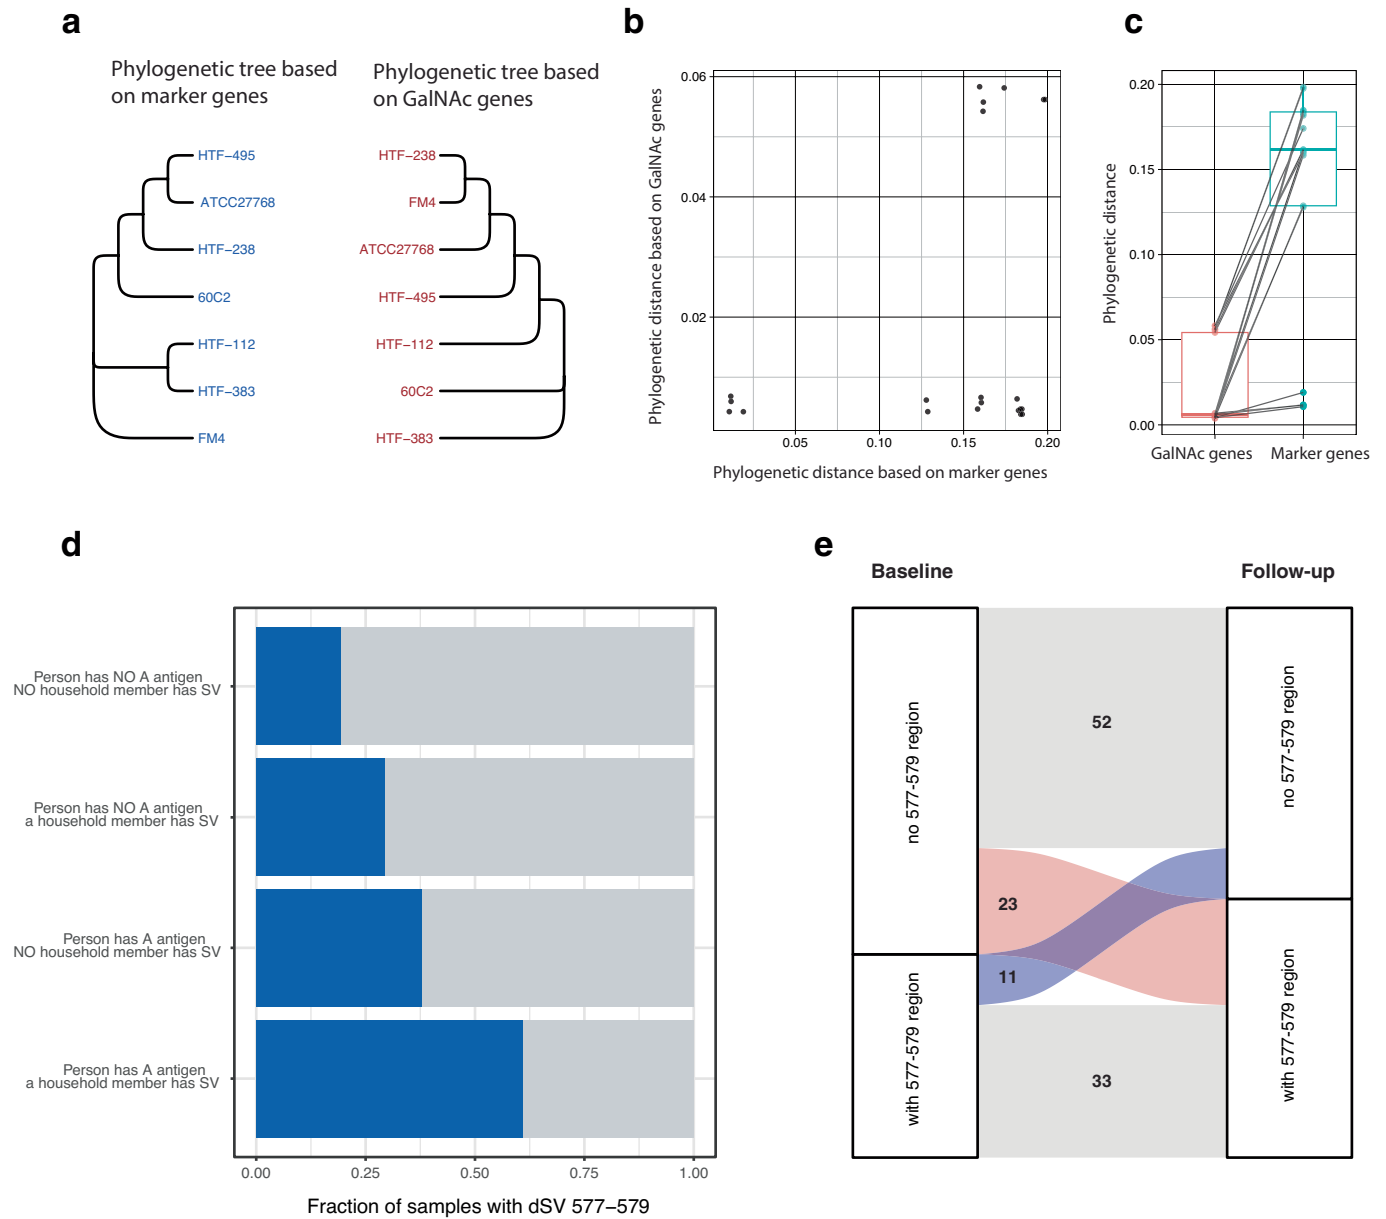 a
Phylogenetic tree based
on marker genes
HTF−495
ATCC27768
HTF−238
60C2
HTF−112
HTF−383
FM4
Phylogenetic tree based
on GalNAc genes
HTF−238
FM4
ATCC27768
HTF−495
HTF−112
60C2
HTF−383
b
Phylogenetic distance based on GalNAc genes
0.06
0.04
0.02
0.05
0.10
0.15
0.20
Phylogenetic distance based on marker genes
c
Phylogenetic distance
0.20
0.15
0.10
0.05
0.00
GalNAc genes
Marker genes
d
Person has NO A antigen
NO household member has SV
Person has NO A antigen
a household member has SV
Person has A antigen
NO household member has SV
Person has A antigen
a household member has SV
0.00
0.25
0.50
0.75
1.00
Fraction of samples with dSV 577−579
e
Baseline
Follow-up
no 577-579 region
with 577-579 region
52
23
11
33
no 577-579 region
with 577-579 region